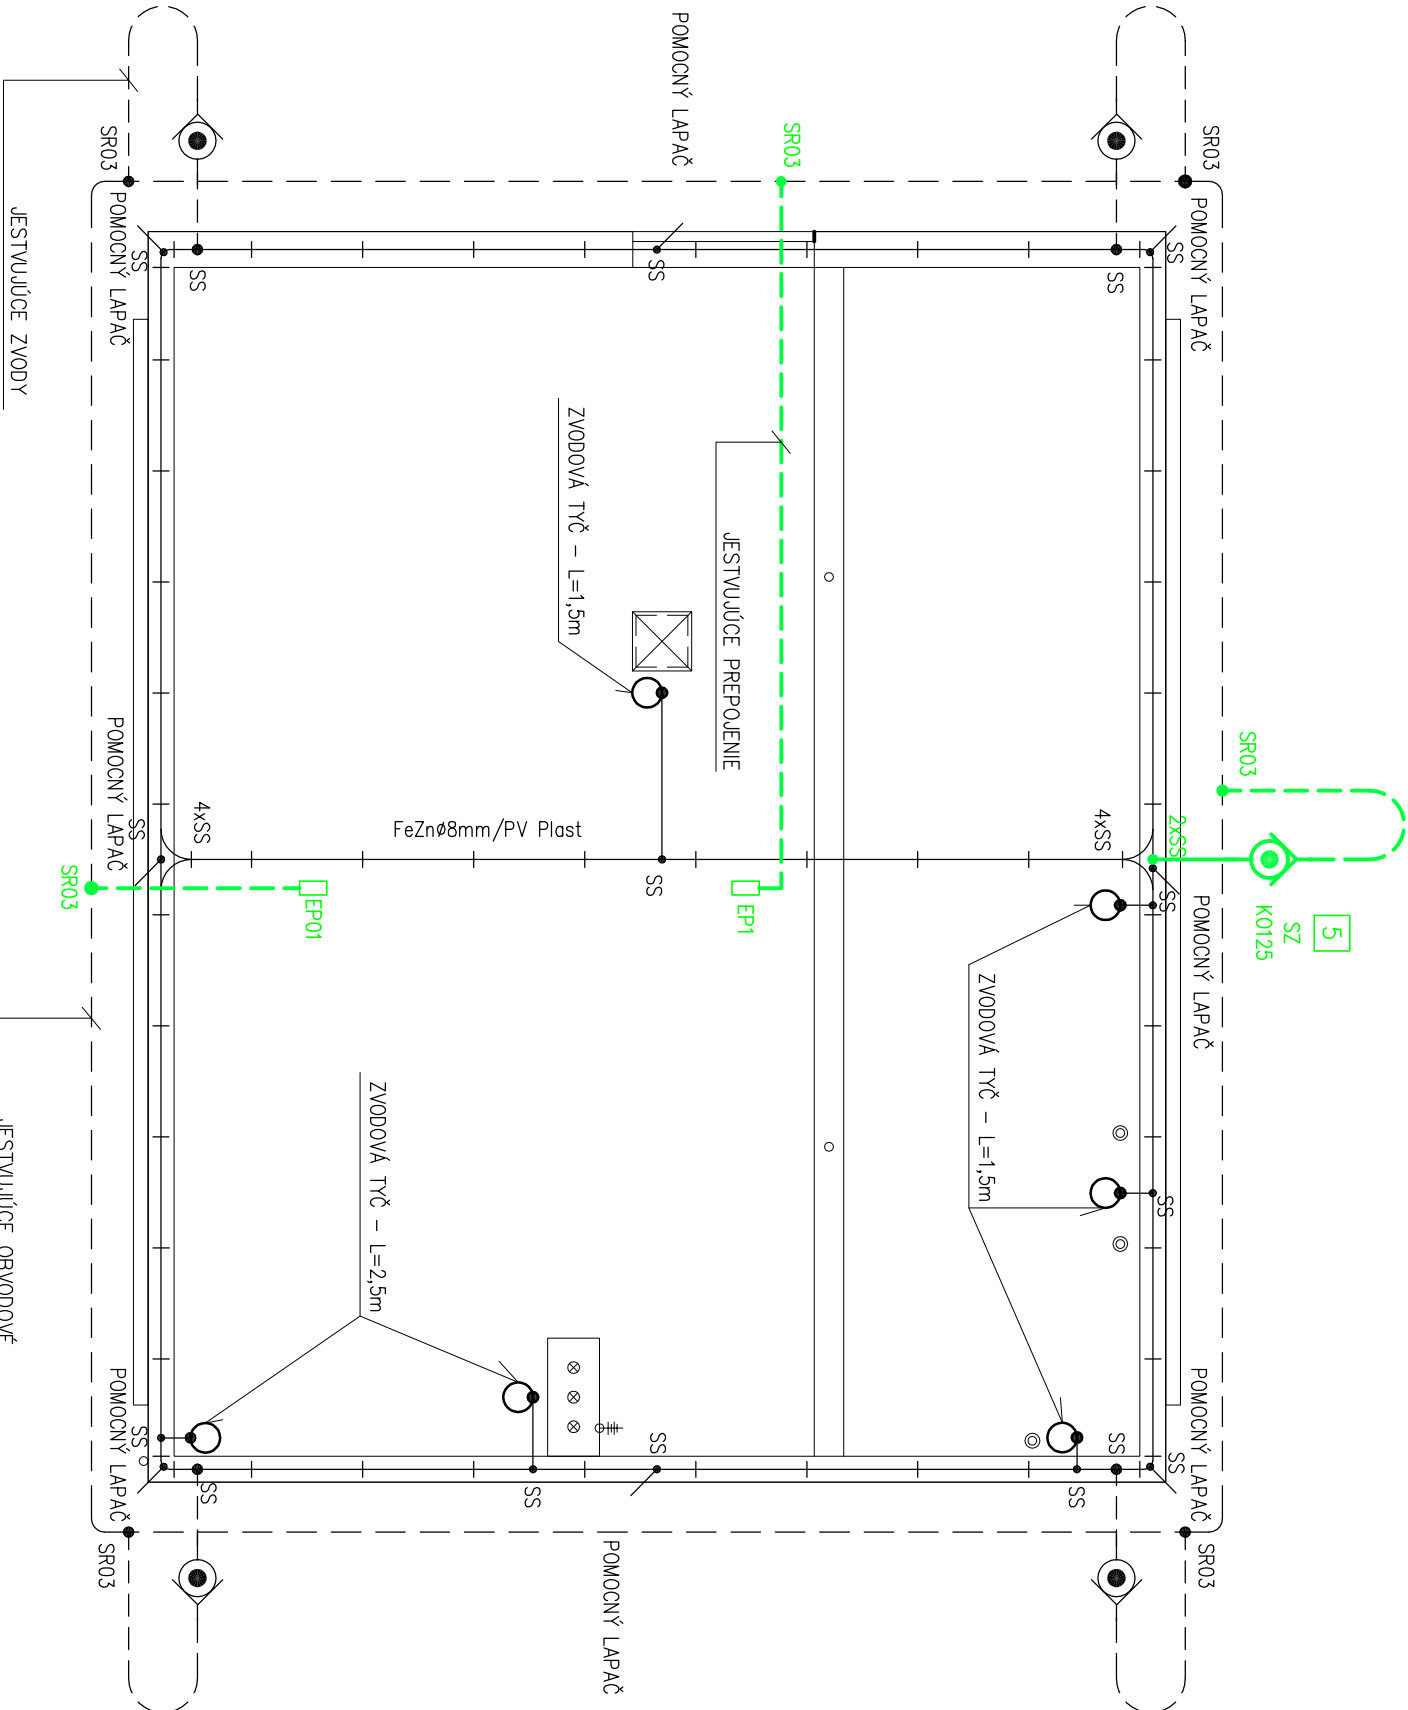 POMOCNÝ LAPAČ
SR03
SR03
SR03
POMOCNÝ LAPAČ
POMOCNÝ LAPAČ
JESTVUJÚCE ZVODY
SS
SS
SS
SS
SS
ZVODOVÁ TYČ - L=1,5m
JESTVUJÚCE PREPOJENIE
SR03
POMOCNÝ LAPAČ
SS
4xSS
FeZnø8mm/PV Plast
4xSS
2xSS
SS
SS
SR03
EP01
EP1
POMOCNÝ LAPAČ
K0125
SZ
5
ZVODOVÁ TYČ - L=1,5m
ZVODOVÁ TYČ - L=2,5m
JESTVUJÚCE OBVODOVÉ
SS
POMOCNÝ LAPAČ
POMOCNÝ LAPAČ
SS
SS
SS
SS
SS
SS
SS
SR03
SR03
POMOCNÝ LAPAČ